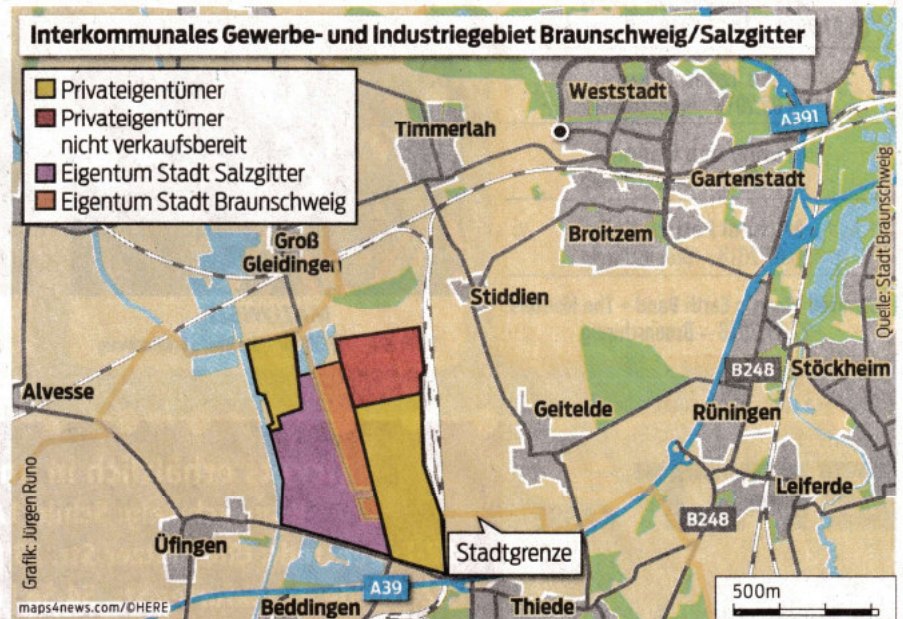 Interkommunales Gewerbe- und Industriegebiet Braunschweig/Salzgitter
Privateigentümer
Privateigentümer
nicht verkaufsbereit
Eigentum Stadt Salzgitter
Eigentum Stadt Braunschweig
Weststadt
Timmerlah
A391
Gartenstadt
Groß
Gleidingen
Broitzem
Stiddien
Quelle: Stadt Braunschweig
Alvesse
B248
Stöckheim
Geitelde
Rüningen
Leiferde
B248
Üfingen
Stadtgrenze
Grafik: Jürgen Runo
A39
500m
maps4news.com/©HERE
Beddingen
Thiede